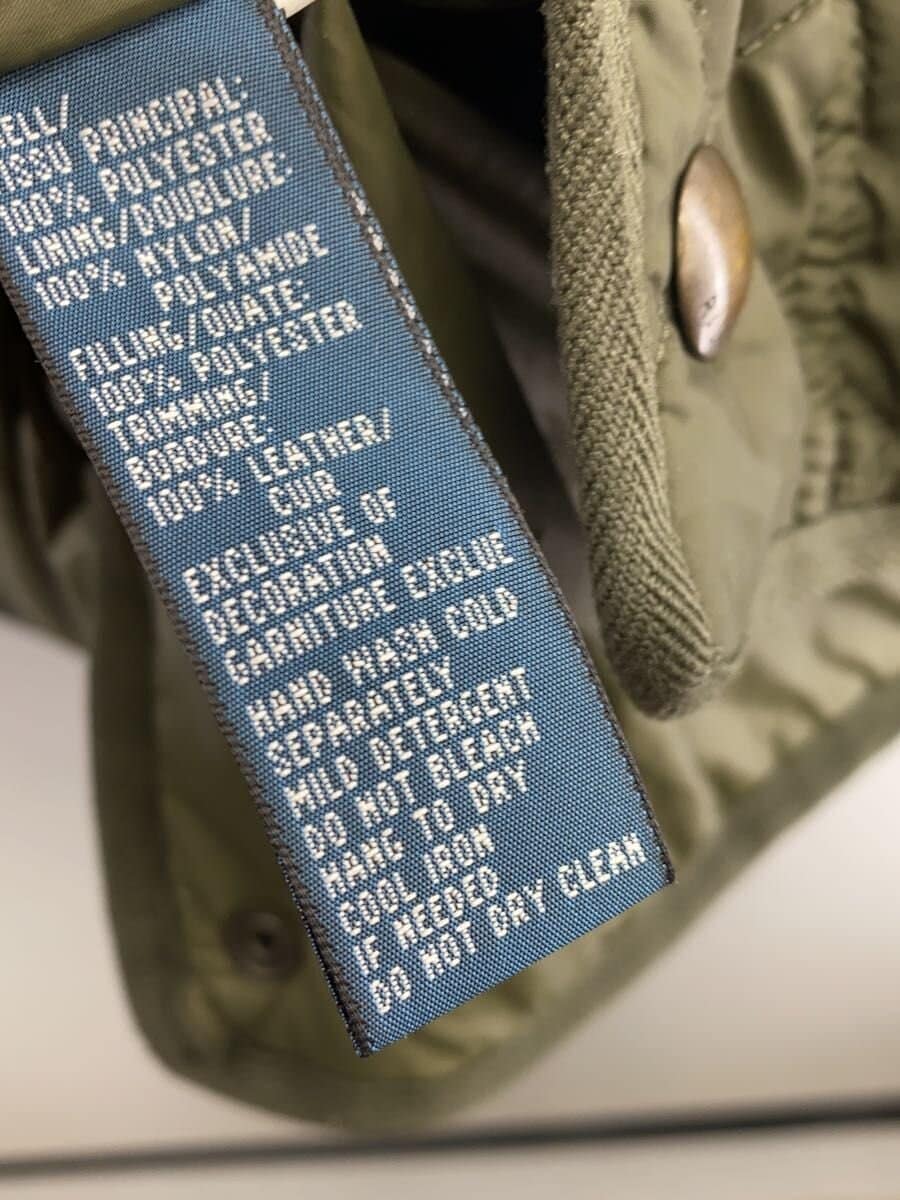 ELL/
ISSU PRINCIPAL:
100% POLYESTER
LINING/DOUBLURE:
100% NYLON/
POLYAMIDE
FILLING/OUATE:
100% POLYESTER
TRIMMING/
BORDURE:
100% LEATHER/
CUIR
EXCLUSIVE OF
DECORATION
GARNITURE EXCLUE
HAND WASH COLD
SEPARATELY
MILD DETERGENT
DO NOT BLEACH
HANG TO DRY
COOL IRON
IF NEEDED
DO NOT DRY CLEAN